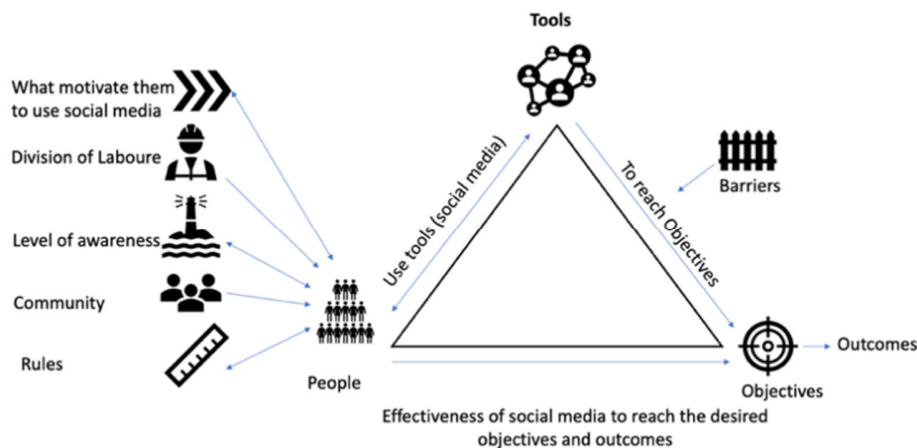 Tools
What motivate them
to use social media
Division of Laboure
Level of awareness
Community
Rules
People
Use tools (social media)
To reach Objectives
Barriers
Objectives
Outcomes
Effectiveness of social media to reach the desired
objectives and outcomes